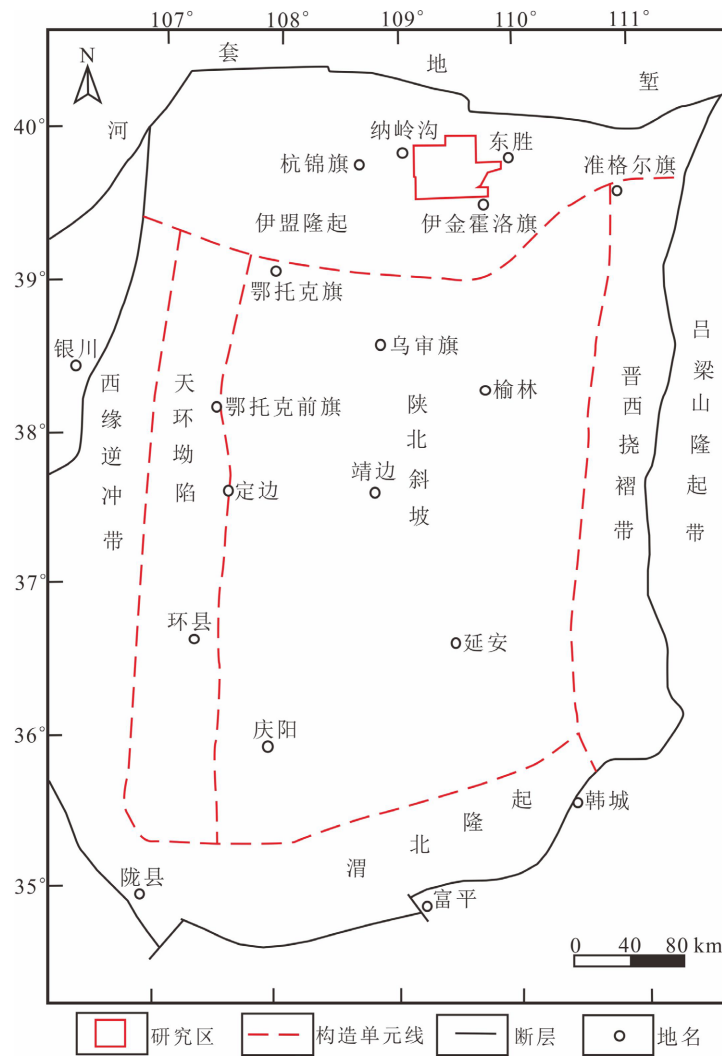 107° 108° 109° 110° 111°
N
河套地堑
40°
39°
38°
37°
36°
35°
纳岭沟
东胜
杭锦旗
准格尔旗
伊盟隆起
伊金霍洛旗
鄂托克旗
银川
乌审旗
榆林
鄂托克前旗
西缘逆冲带
天环坳陷
陕北斜坡
晋西挠褶带
吕梁山隆起带
靖边
定边
环县
延安
庆阳
韩城
渭北隆起
陇县
富平
0 40 80 km
研究区 构造单元线 断层 地名